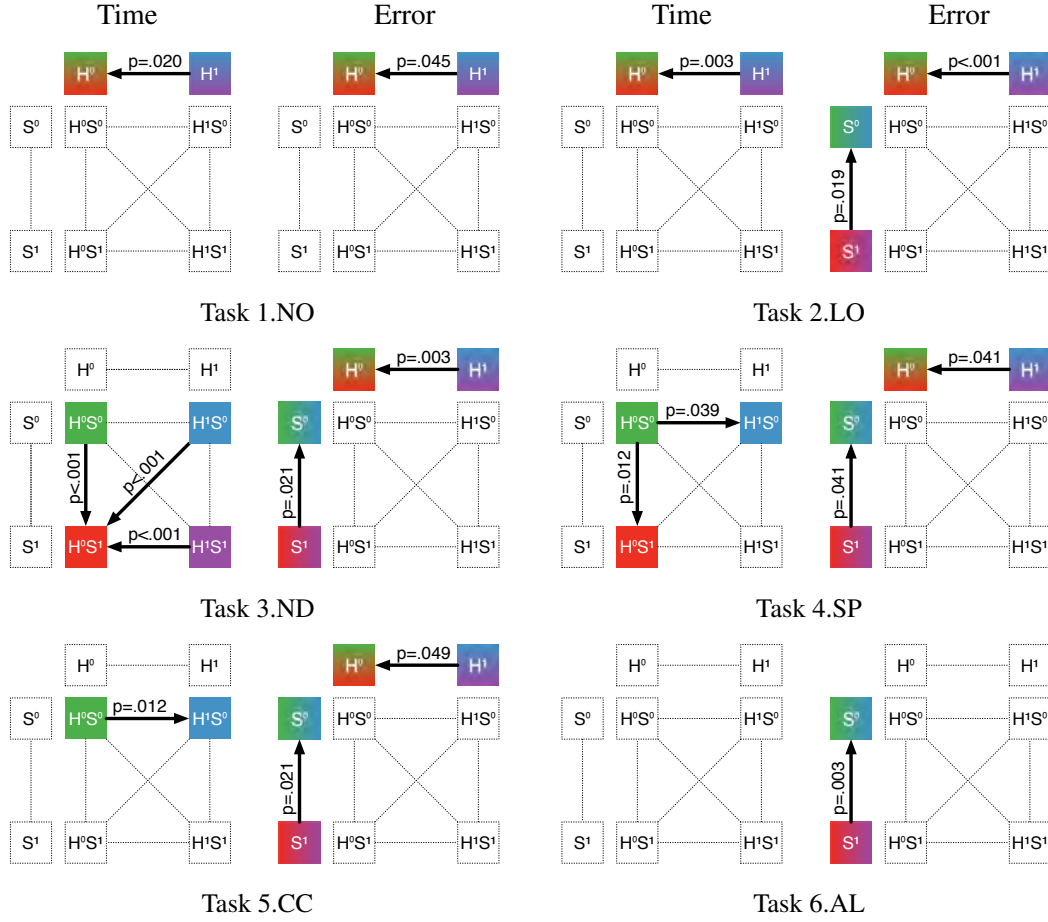 Time Error Time Error
H⁰ p=.020 H¹ H⁰ p=.045 H¹ H⁰ p=.003 H¹ H⁰ p<.001 H¹
S⁰ H⁰S⁰ H¹S⁰ S⁰ H⁰S⁰ H¹S⁰ S⁰ H⁰S⁰ H¹S⁰ S⁰ H⁰S⁰ H¹S⁰
p=.019
S¹ H⁰S¹ H¹S¹ S¹ H⁰S¹ H¹S¹ S¹ H⁰S¹ H¹S¹ S¹ H⁰S¹ H¹S¹
Task 1.NO Task 2.LO
H⁰ H¹ H⁰ p=.003 H¹ H⁰ H¹ H⁰ p=.041 H¹
S⁰ H⁰S⁰ H¹S⁰ S⁰ H⁰S⁰ H¹S⁰ S⁰ H⁰S⁰ p=.039 H¹S⁰ S⁰ H⁰S⁰ H¹S⁰
p<.001 p<.001 p=.021 p=.012 p=.041
S¹ H⁰S¹ p<.001 H¹S¹ S¹ H⁰S¹ H¹S¹ S¹ H⁰S¹ H¹S¹ S¹ H⁰S¹ H¹S¹
Task 3.ND Task 4.SP
H⁰ H¹ H⁰ p=.049 H¹ H⁰ H¹ H⁰ H¹
S⁰ H⁰S⁰ p=.012 H¹S⁰ S⁰ H⁰S⁰ H¹S⁰ S⁰ H⁰S⁰ H¹S⁰ S⁰ H⁰S⁰ H¹S⁰
p=.021 p=.003
S¹ H⁰S¹ H¹S¹ S¹ H⁰S¹ H¹S¹ S¹ H⁰S¹ H¹S¹ S¹ H⁰S¹ H¹S¹
Task 5.CC Task 6.AL